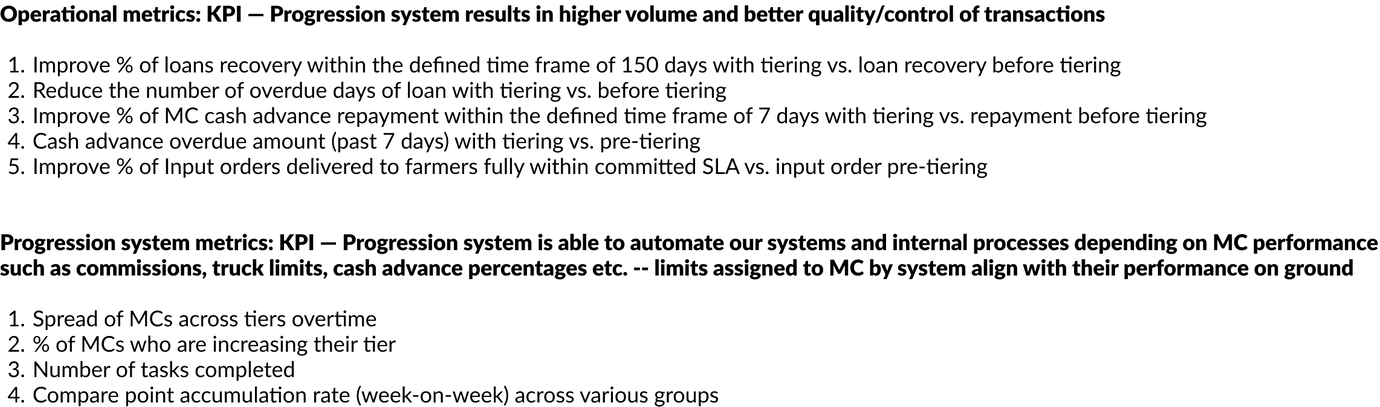 Operational metrics: KPI — Progression system results in higher volume and better quality/control of transactions
1. Improve % of loans recovery within the defined time frame of 150 days with tiering vs. loan recovery before tiering
2. Reduce the number of overdue days of loan with tiering vs. before tiering
3. Improve % of MC cash advance repayment within the defined time frame of 7 days with tiering vs. repayment before tiering
4. Cash advance overdue amount (past 7 days) with tiering vs. pre-tiering
5. Improve % of Input orders delivered to farmers fully within committed SLA vs. input order pre-tiering
Progression system metrics: KPI — Progression system is able to automate our systems and internal processes depending on MC performance
such as commissions, truck limits, cash advance percentages etc. -- limits assigned to MC by system align with their performance on ground
1. Spread of MCs across tiers overtime
2. % of MCs who are increasing their tier
3. Number of tasks completed
4. Compare point accumulation rate (week-on-week) across various groups